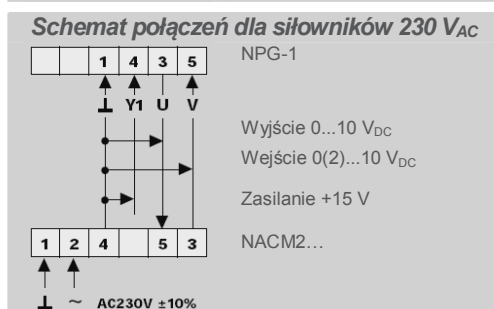 Schemat połączeń dla siłowników 230 VAC
1 4 3 5 NPG-1
⊥ Y1 U V
Wyjście 0...10 VDC
Wejście 0(2)...10 VDC
Zasilanie +15 V
1 2 4 5 3 NACM2...
⊥ ~ AC230V ±10%